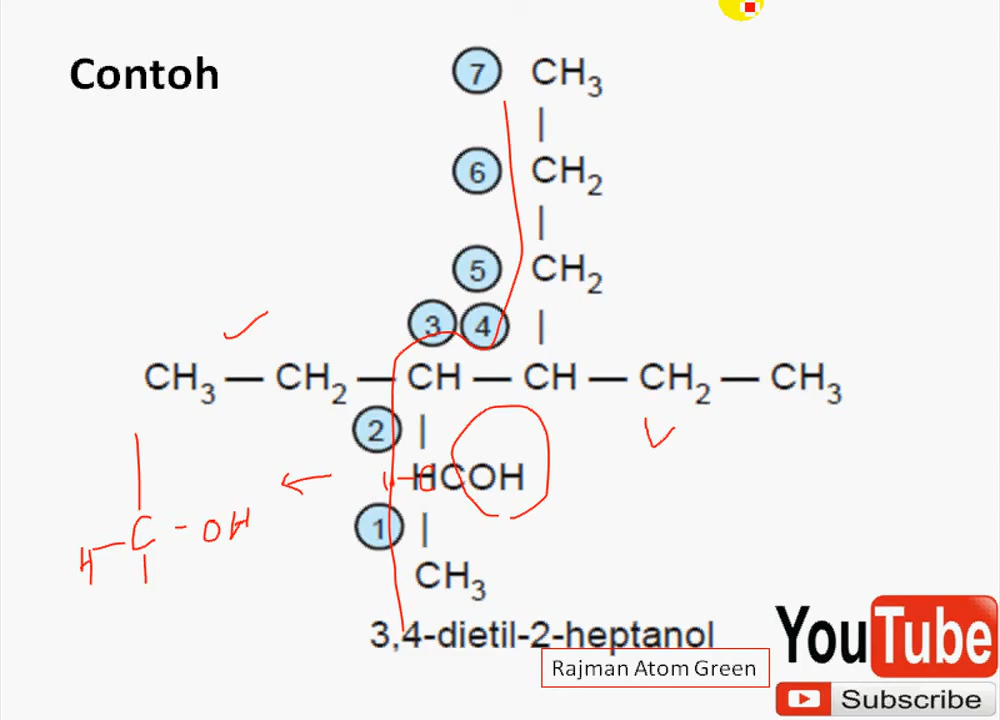 Contoh
7 CH3
|
6 CH2
|
5 CH2
3 4 |
CH3 — CH2 — CH — CH — CH2 — CH3
2 |
HCOH
H C - OH
1 |
CH3
3,4-dietil-2-heptanol
Rajman Atom Green
YouTube
Subscribe